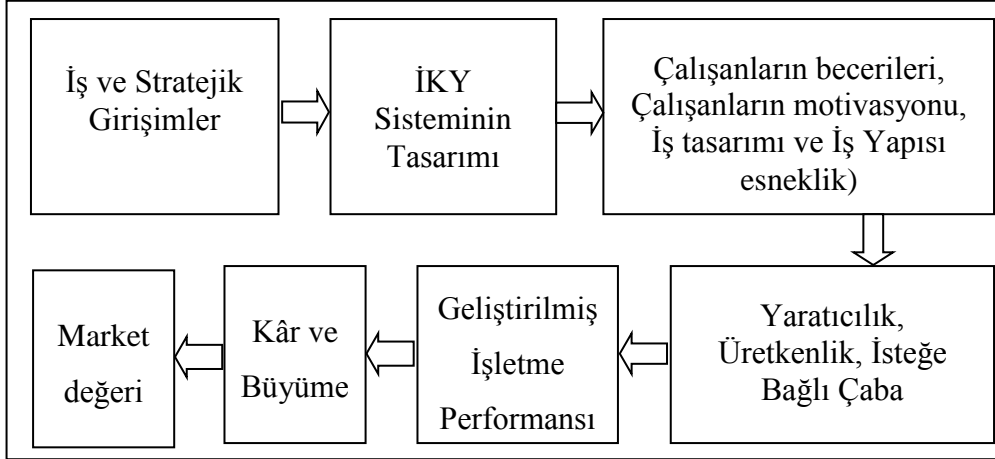 İş ve Stratejik
Girişimler
İKY
Sisteminin
Tasarımı
Çalışanların becerileri,
Çalışanların motivasyonu,
İş tasarımı ve İş Yapısı
esneklik)
Yaratıcılık,
Üretkenlik, İsteğe
Bağlı Çaba
Geliştirilmiş
İşletme
Performansı
Kâr ve
Büyüme
Market
değeri